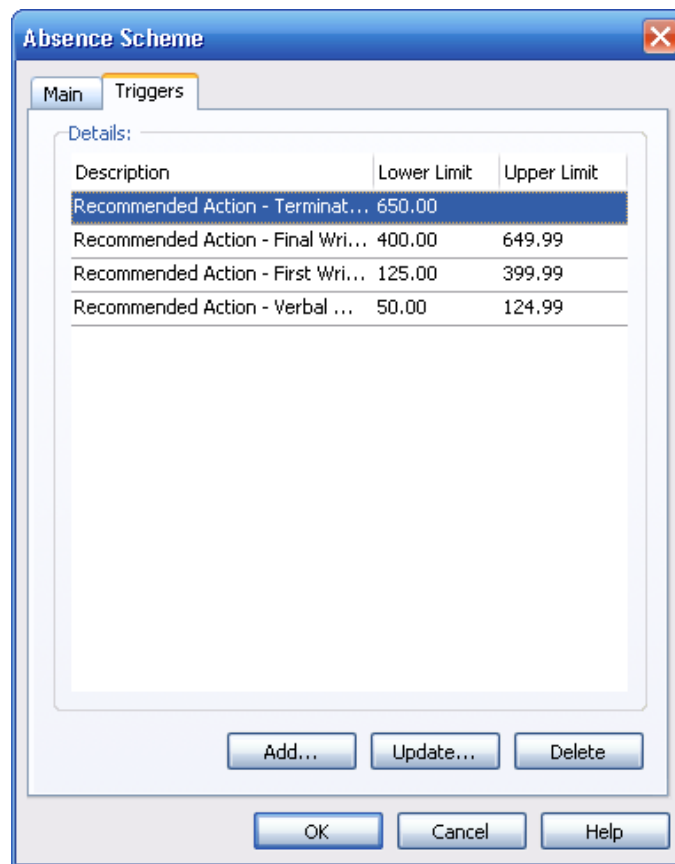 Absence Scheme
Main Triggers
Details:
Description Lower Limit Upper Limit
Recommended Action - Terminat... 650.00
Recommended Action - Final Wri... 400.00 649.99
Recommended Action - First Wri... 125.00 399.99
Recommended Action - Verbal ... 50.00 124.99
Add... Update... Delete
OK Cancel Help